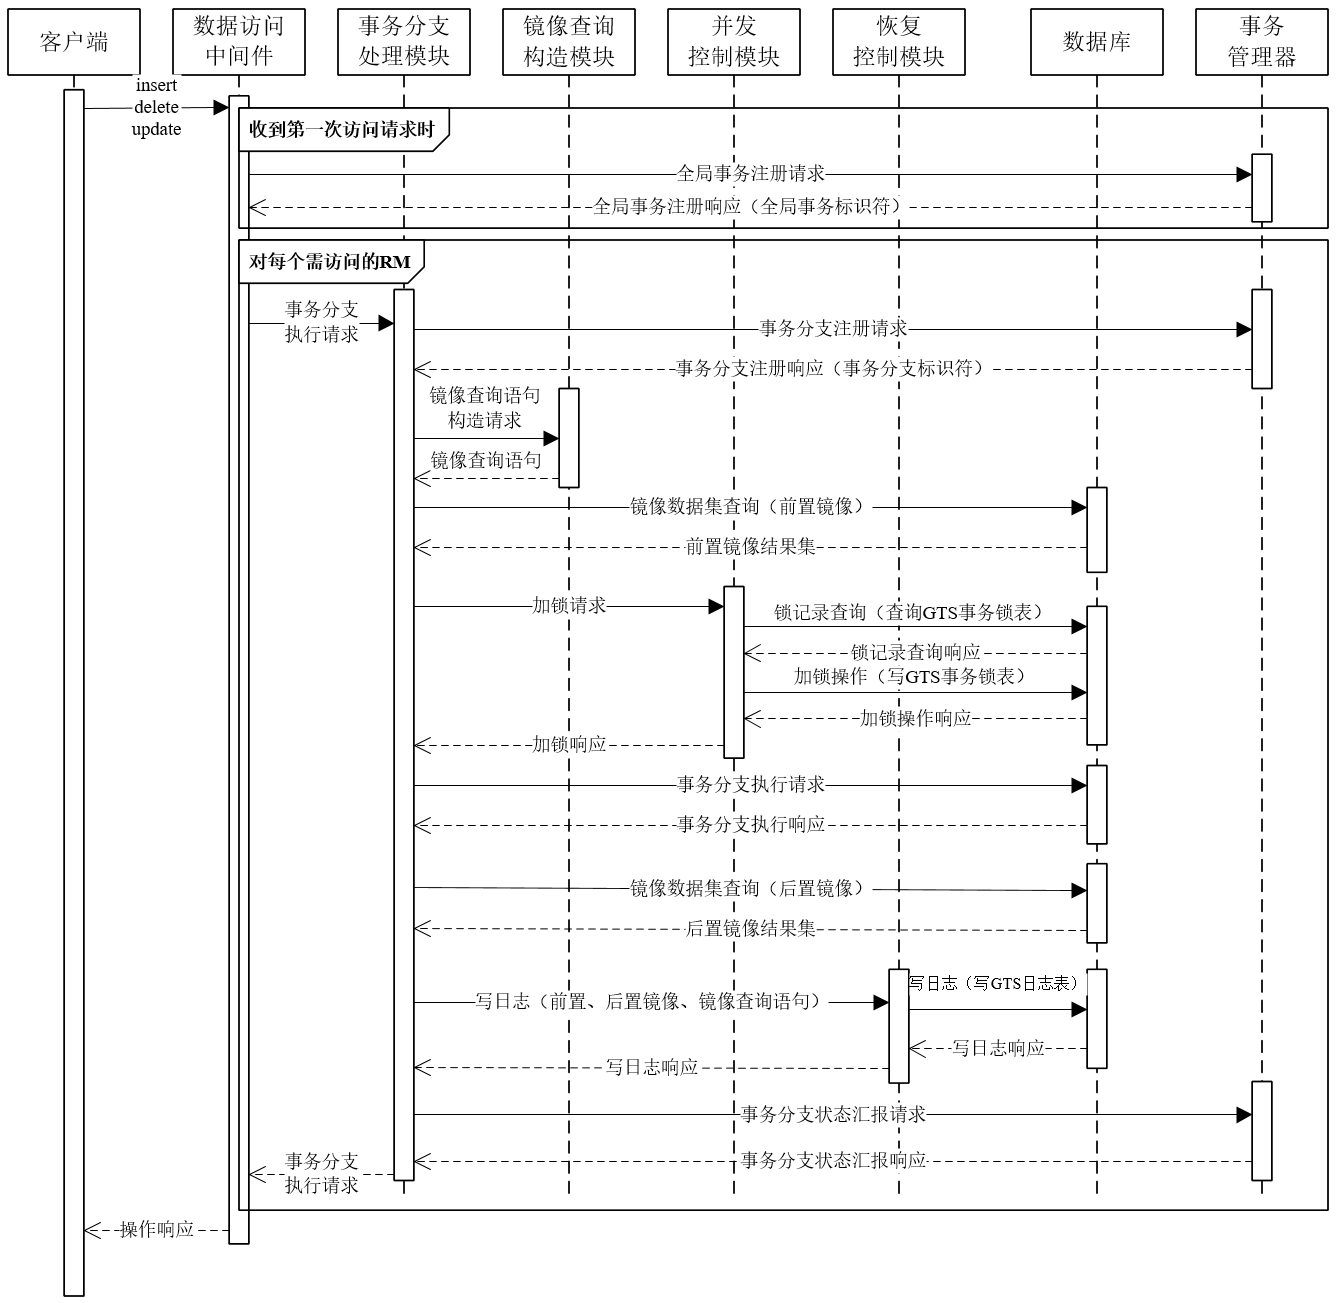 客户端
数据访问
中间件
事务分支
处理模块
镜像查询
构造模块
并发
控制模块
恢复
控制模块
数据库
事务
管理器
insert
delete
update
收到第一次访问请求时
全局事务注册请求
全局事务注册响应（全局事务标识符）
对每个需访问的RM
事务分支
执行请求
事务分支注册请求
事务分支注册响应（事务分支标识符）
镜像查询语句
构造请求
镜像查询语句
镜像数据集查询（前置镜像）
前置镜像结果集
加锁请求
锁记录查询（查询GTS事务锁表）
锁记录查询响应
加锁操作（写GTS事务锁表）
加锁操作响应
加锁响应
事务分支执行请求
事务分支执行响应
镜像数据集查询（后置镜像）
后置镜像结果集
写日志（前置、后置镜像、镜像查询语句）
写日志（写GTS日志表）
写日志响应
写日志响应
事务分支状态汇报请求
事务分支状态汇报响应
事务分支
执行请求
操作响应